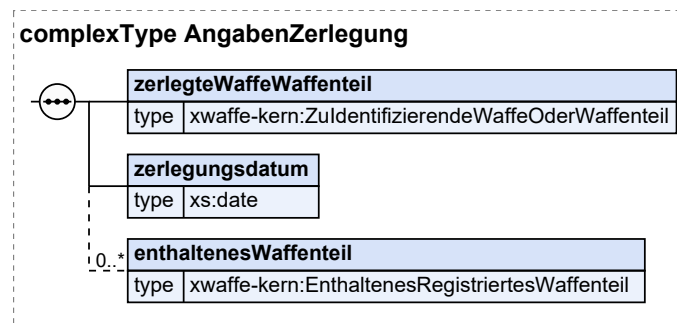 complexType AngabenZerlegung
zerlegteWaffeWaffenteil
type xwaffe-kern:ZuIdentifizierendeWaffeOderWaffenteil
zerlegungsdatum
type xs:date
0..* enthaltenesWaffenteil
type xwaffe-kern:EnthaltenesRegistriertesWaffenteil